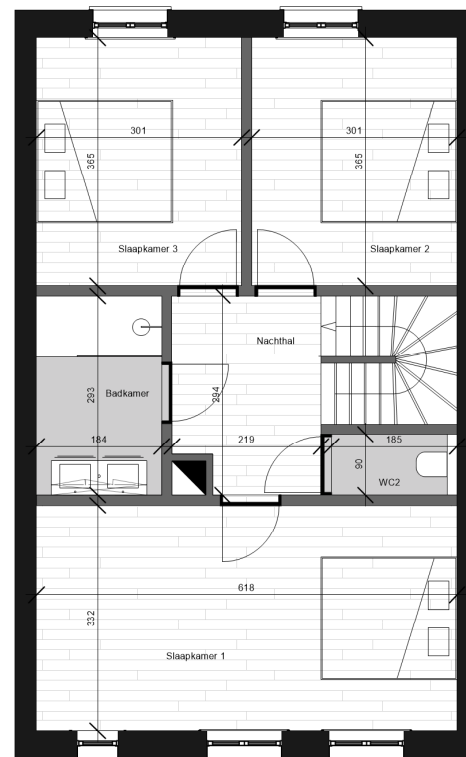 301
301
365
365
Slaapkamer 3
Slaapkamer 2
Nachthal
Badkamer
293
294
184
219
185
90
WC2
618
332
Slaapkamer 1